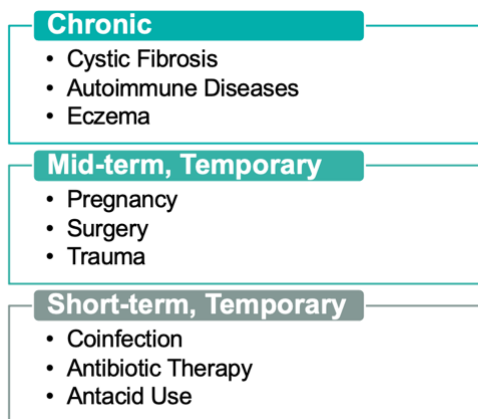 Chronic
• Cystic Fibrosis
• Autoimmune Diseases
• Eczema
Mid-term, Temporary
• Pregnancy
• Surgery
• Trauma
Short-term, Temporary
• Coinfection
• Antibiotic Therapy
• Antacid Use